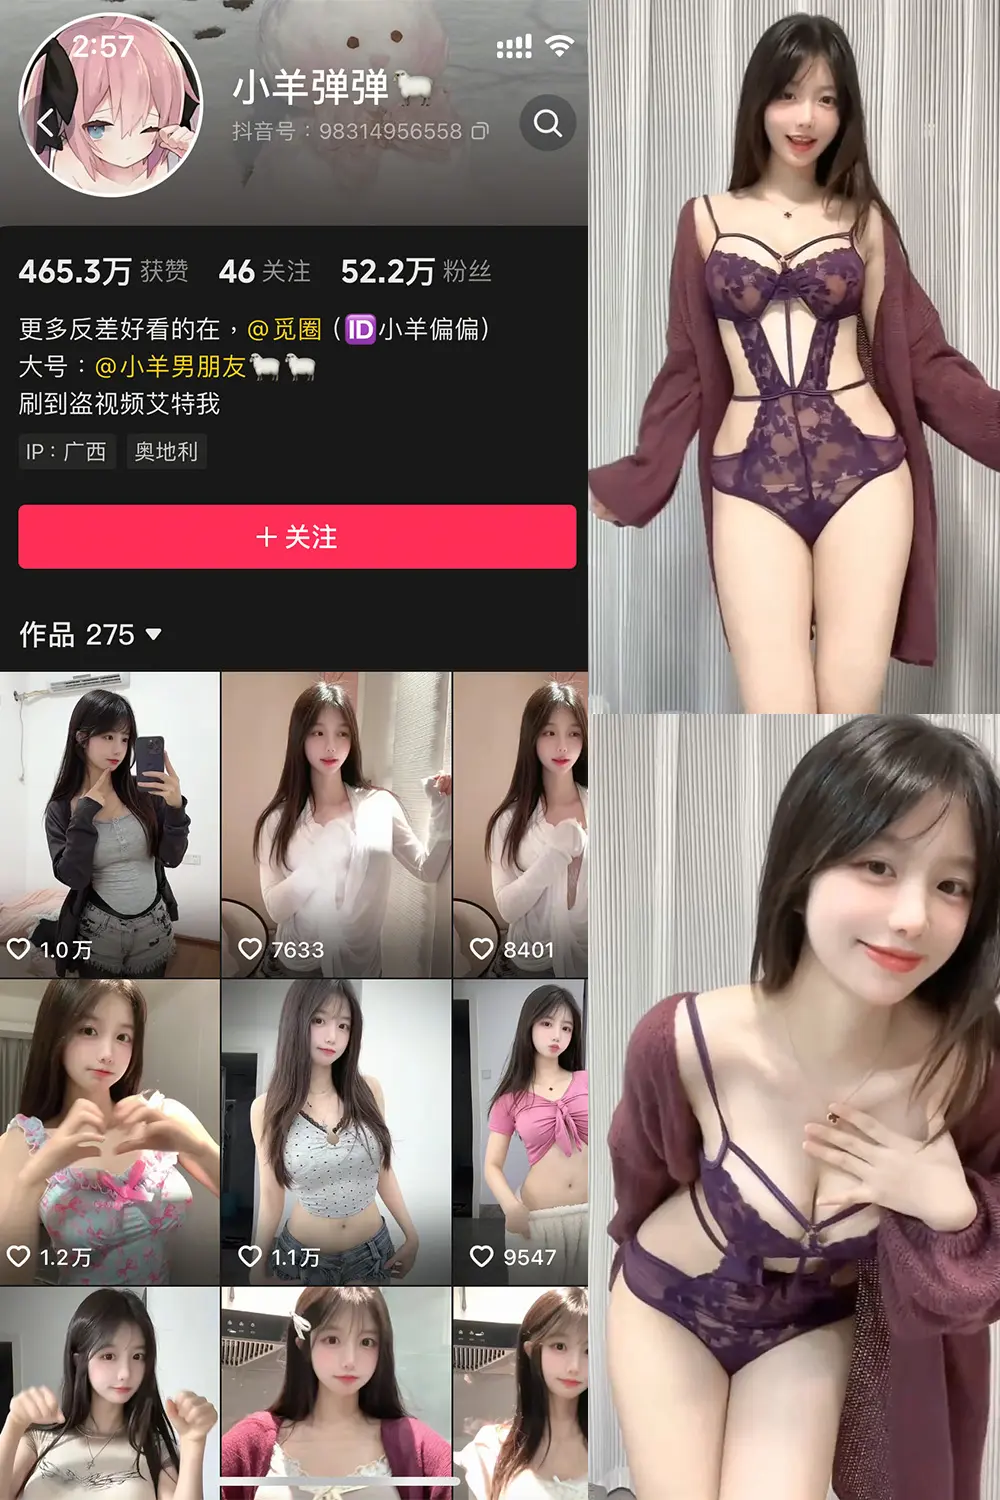 2:57
小羊弹弹🐑
抖音号：98314956558
465.3万 获赞 46 关注 52.2万 粉丝
更多反差好看的在，@觅圈（🆔小羊偏偏）
大号：@小羊男朋友🐑🐑
刷到盗视频艾特我
IP：广西 奥地利
＋关注
作品 275
1.0万 7633 8401
1.2万 1.1万 9547